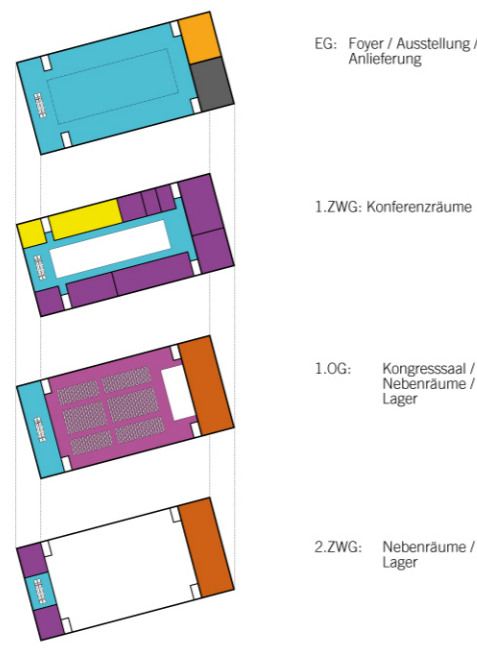 EG: Foyer / Ausstellung /
Anlieferung
1.ZWG: Konferenzräume
1.OG: Kongresssaal /
Nebenräume /
Lager
2.ZWG: Nebenräume /
Lager